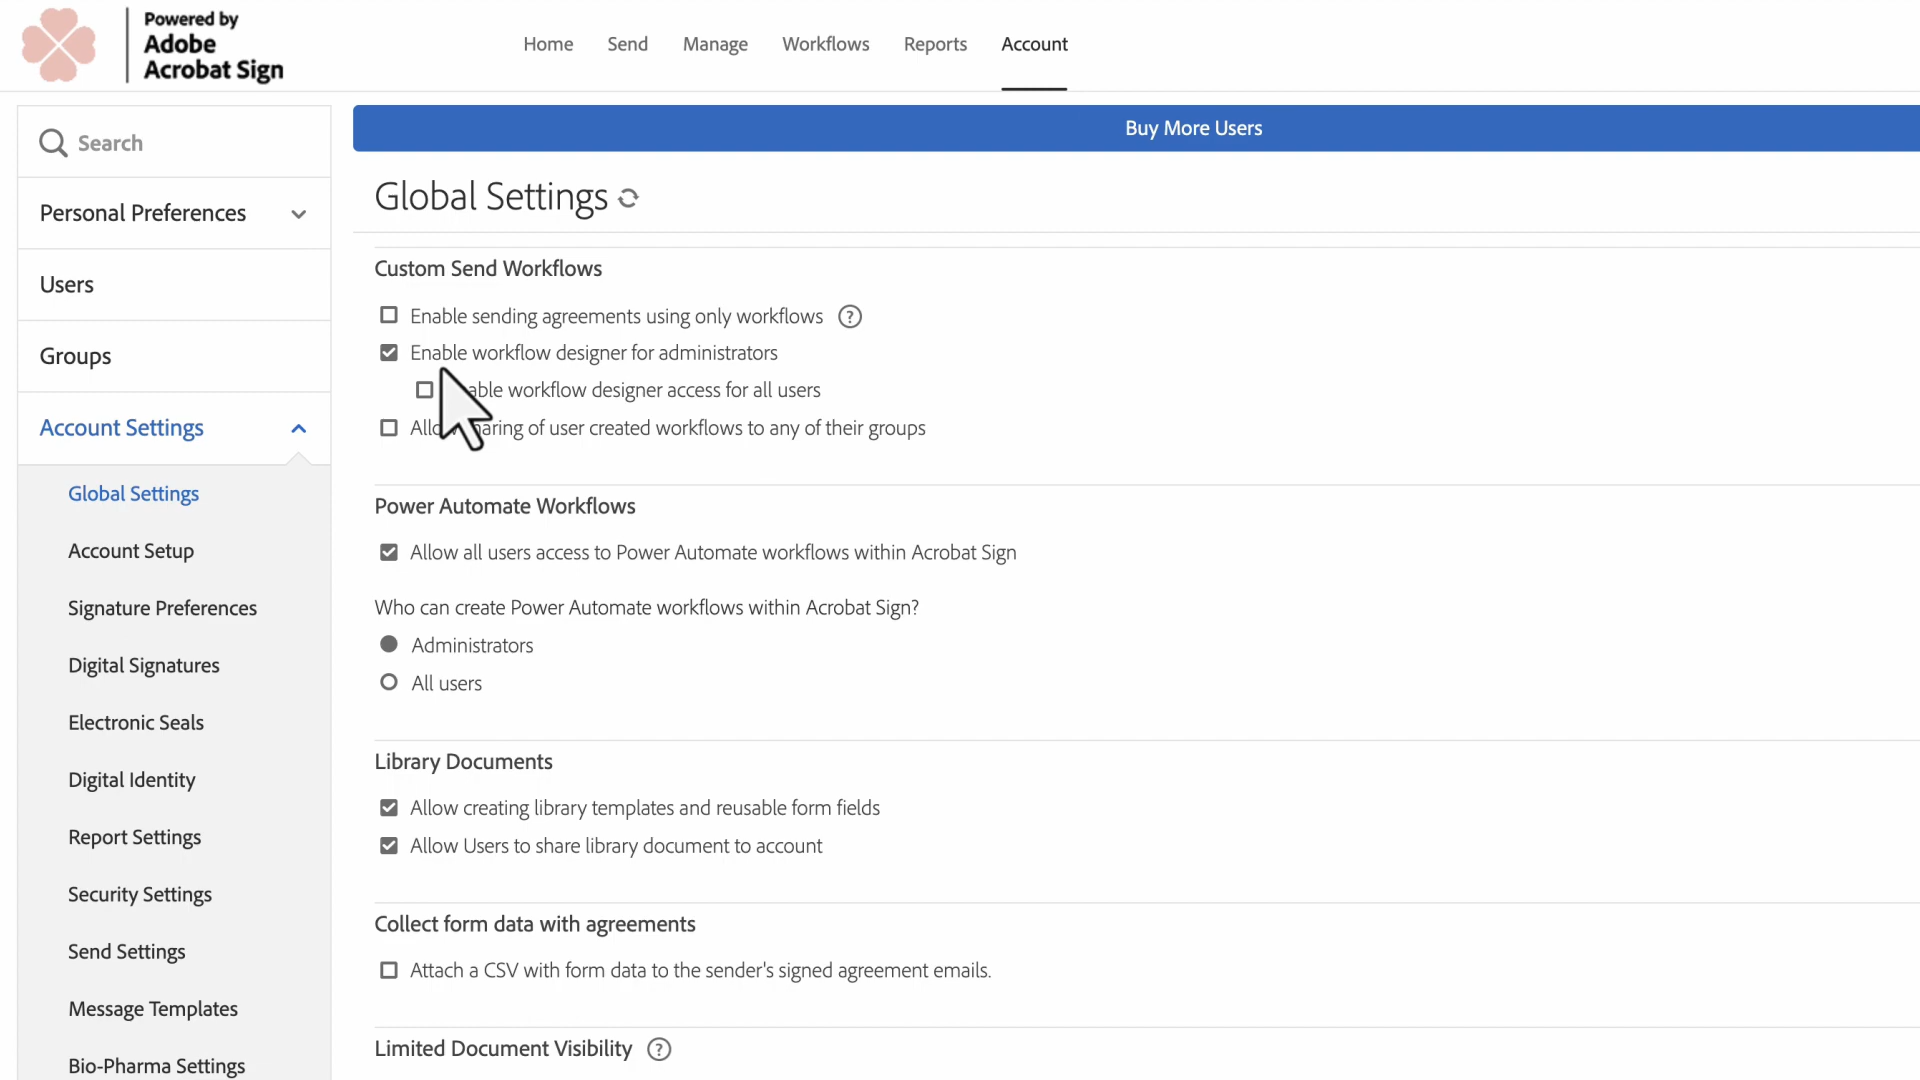 Powered by
Adobe
Acrobat Sign
Home Send Manage Workflows Reports Account
Search
Buy More Users
Personal Preferences
Users
Groups
Account Settings
Global Settings
Account Setup
Signature Preferences
Digital Signatures
Electronic Seals
Digital Identity
Report Settings
Security Settings
Send Settings
Message Templates
Bio-Pharma Settings
Global Settings
Custom Send Workflows
Enable sending agreements using only workflows ?
Enable workflow designer for administrators
workflow designer access for all users
of user created workflows to any of their groups
Power Automate Workflows
Allow all users access to Power Automate workflows within Acrobat Sign
Who can create Power Automate workflows within Acrobat Sign?
Administrators
All users
Library Documents
Allow creating library templates and reusable form fields
Allow Users to share library document to account
Collect form data with agreements
Attach a CSV with form data to the sender's signed agreement emails.
Limited Document Visibility ?